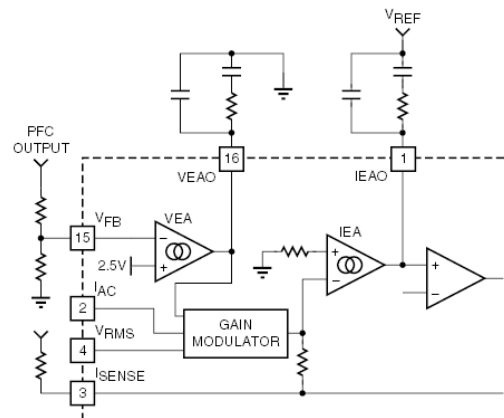 VREF
PFC
OUTPUT
16
1
VEAO
IEAO
VFB
VEA
IEA
15
2.5V
IAC
2
GAIN
MODULATOR
VRMS
4
ISENSE
3